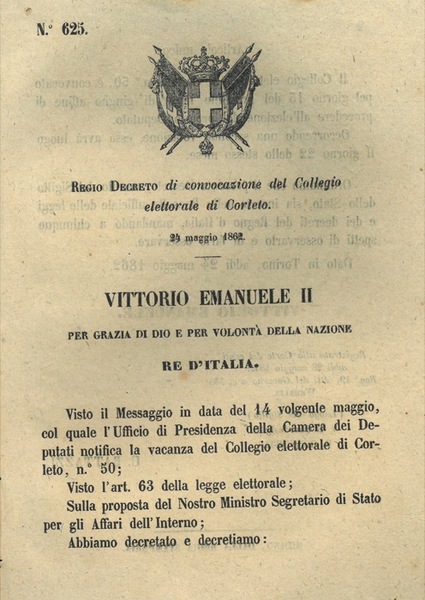 N.° 625.
REGIO DECRETO di convocazione del Collegio
elettorale di Corleto.
24 maggio 1862.
VITTORIO EMANUELE II
PER GRAZIA DI DIO E PER VOLONTÀ DELLA NAZIONE
RE D'ITALIA.
Visto il Messaggio in data del 14 volgente maggio,
col quale l'Ufficio di Presidenza della Camera dei De-
putati notifica la vacanza del Collegio elettorale di Cor-
leto, n.° 50;
Visto l'art. 63 della legge elettorale;
Sulla proposta del Nostro Ministro Segretario di Stato
per gli Affari dell'Interno;
Abbiamo decretato e decretiamo: